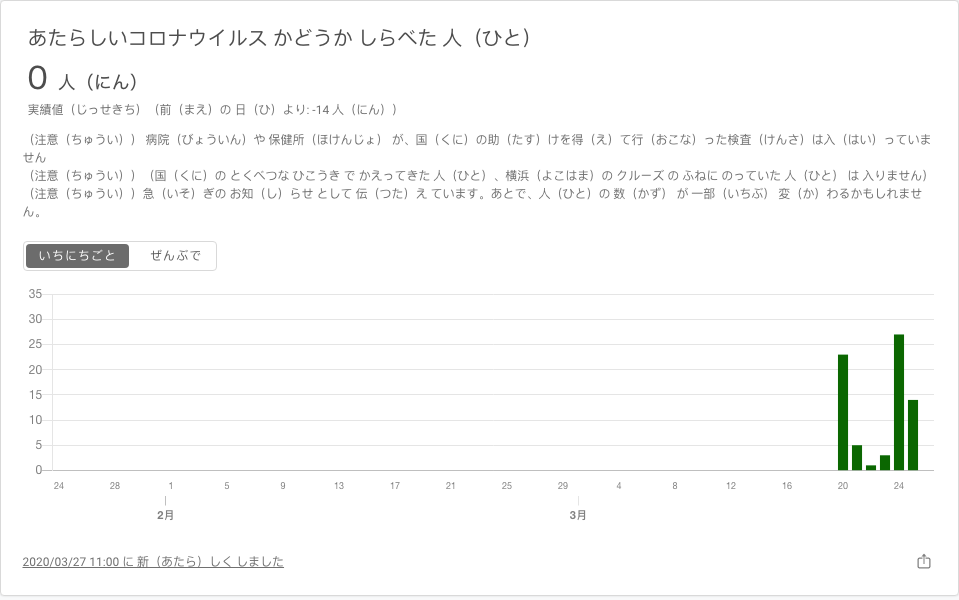 あたらしいコロナウイルス かどうか しらべた 人（ひと）
0 人（にん）
実績値（じっせきち）（前（まえ）の 日（ひ）より: -14 人（にん））
（注意（ちゅうい）） 病院（びょういん）や 保健所（ほけんじょ） が、国（くに）の助（たす）けを得（え）て行（おこな）った検査（けんさ）は入（はい）っていま
せん
（注意（ちゅうい））（国（くに）の とくべつな ひこうき で かえってきた 人（ひと）、横浜（よこはま）の クルーズ の ふねに のっていた 人（ひと） は 入りません）
（注意（ちゅうい））急（いそ）ぎの お知（し）らせ として 伝（つた）え ています。あとで、人（ひと）の 数（かず） が 一部（いちぶ） 変（か）わるかもしれませ
ん。
いちにちごと ぜんぶで
35
30
25
20
15
10
5
0
24 28 1 5 9 13 17 21 25 29 4 8 12 16 20 24
2月 3月
2020/03/27 11:00 に 新（あたら）しく しました